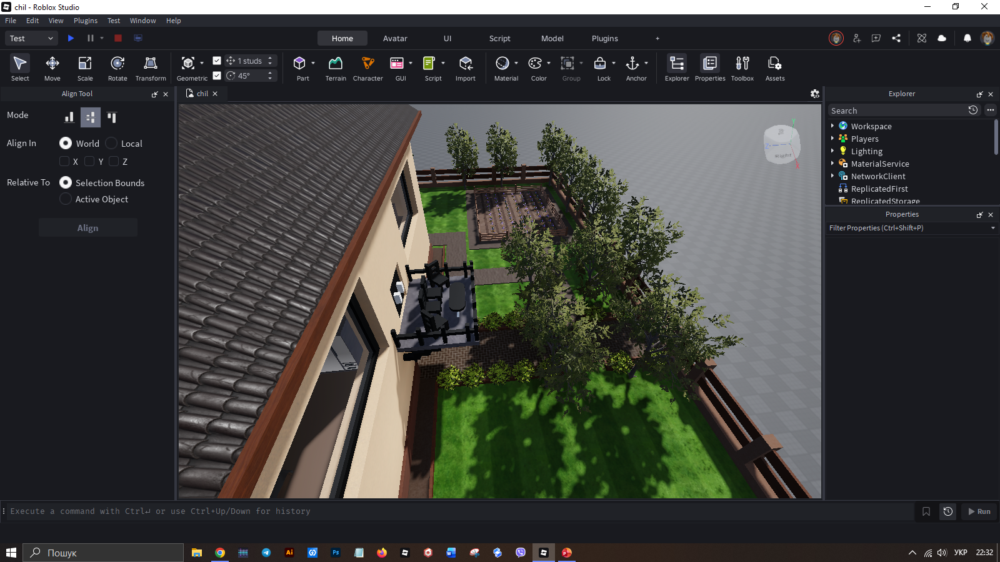 chil - Roblox Studio
File Edit View Plugins Test Window Help
Test Home Avatar UI Script Model Plugins +
1 studs
45°
Select Move Scale Rotate Transform Geometric Part Terrain Character GUI Script Import Material Color Group Lock Anchor Explorer Properties Toolbox Assets
Align Tool
chil
Explorer
Mode
Search
Align In World Local
X Y Z
Relative To Selection Bounds
Active Object
Align
Workspace
Players
Lighting
MaterialService
NetworkClient
ReplicatedFirst
ReplicatedStorage
Properties
Filter Properties (Ctrl+Shift+P)
Y
Z
Right
X
Execute a command with Ctrl↵ or use Ctrl+Up/Down for history
Run
Пошук
Ai
Ps
W
P
УКР
22:32